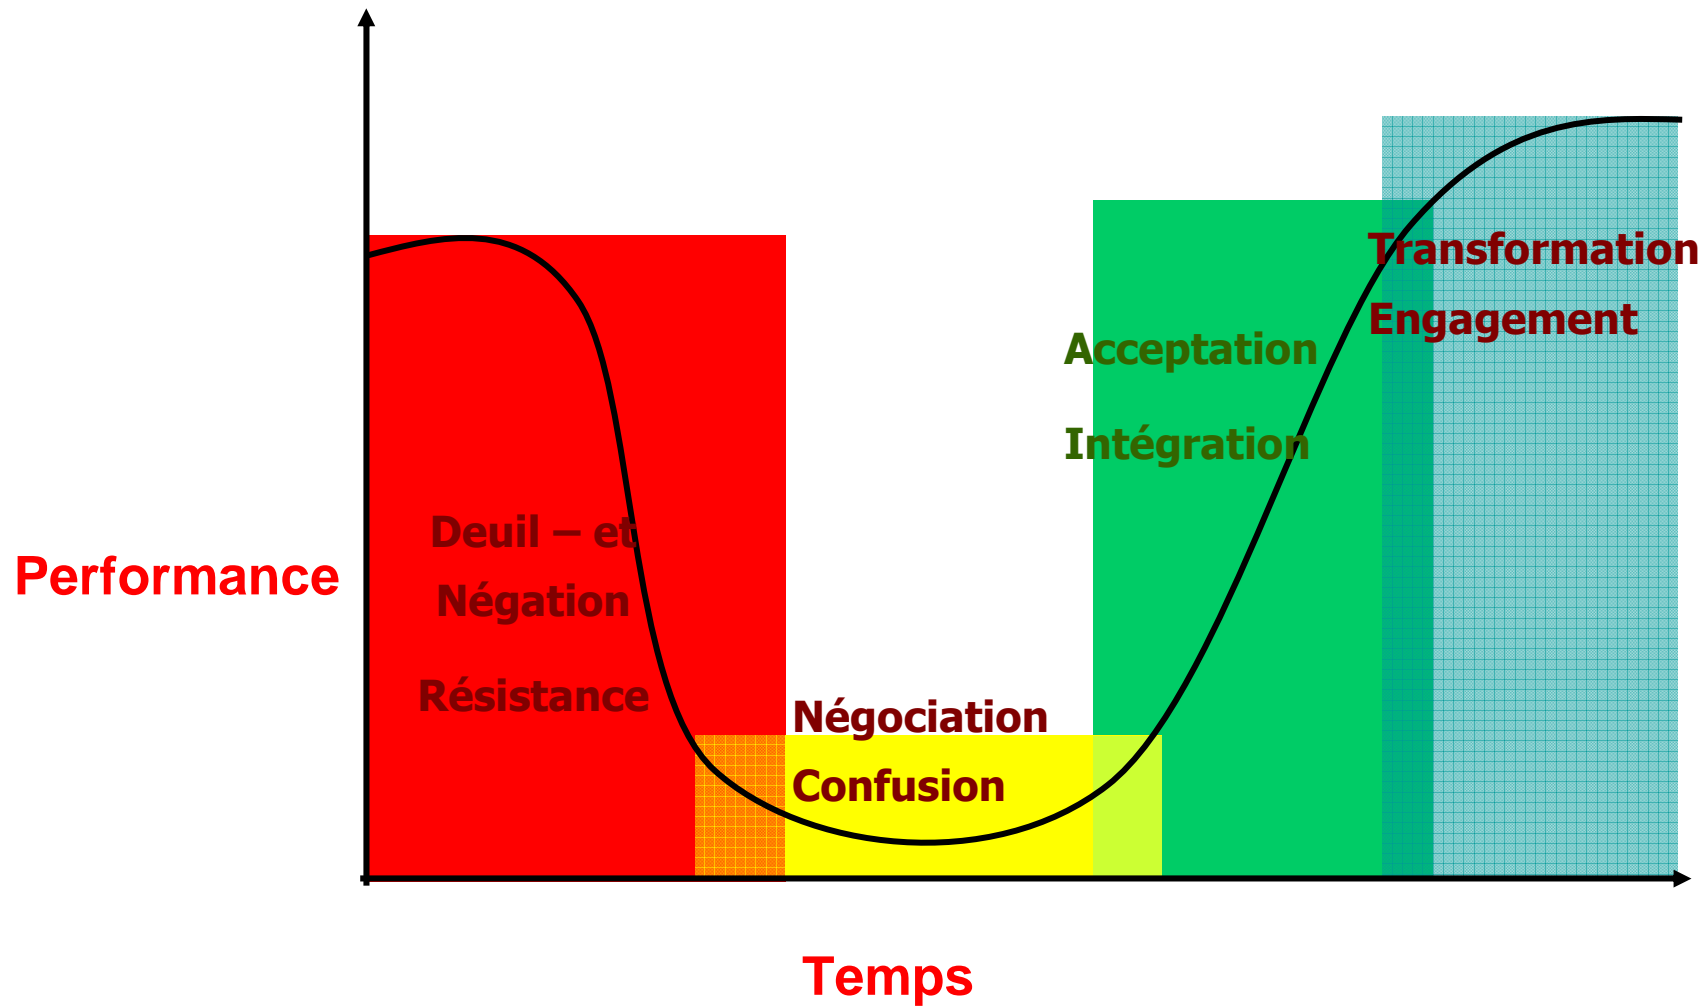 Performance
Deuil – et
Négation
Résistance
Négociation
Confusion
Acceptation
Intégration
Transformation
Engagement
Temps